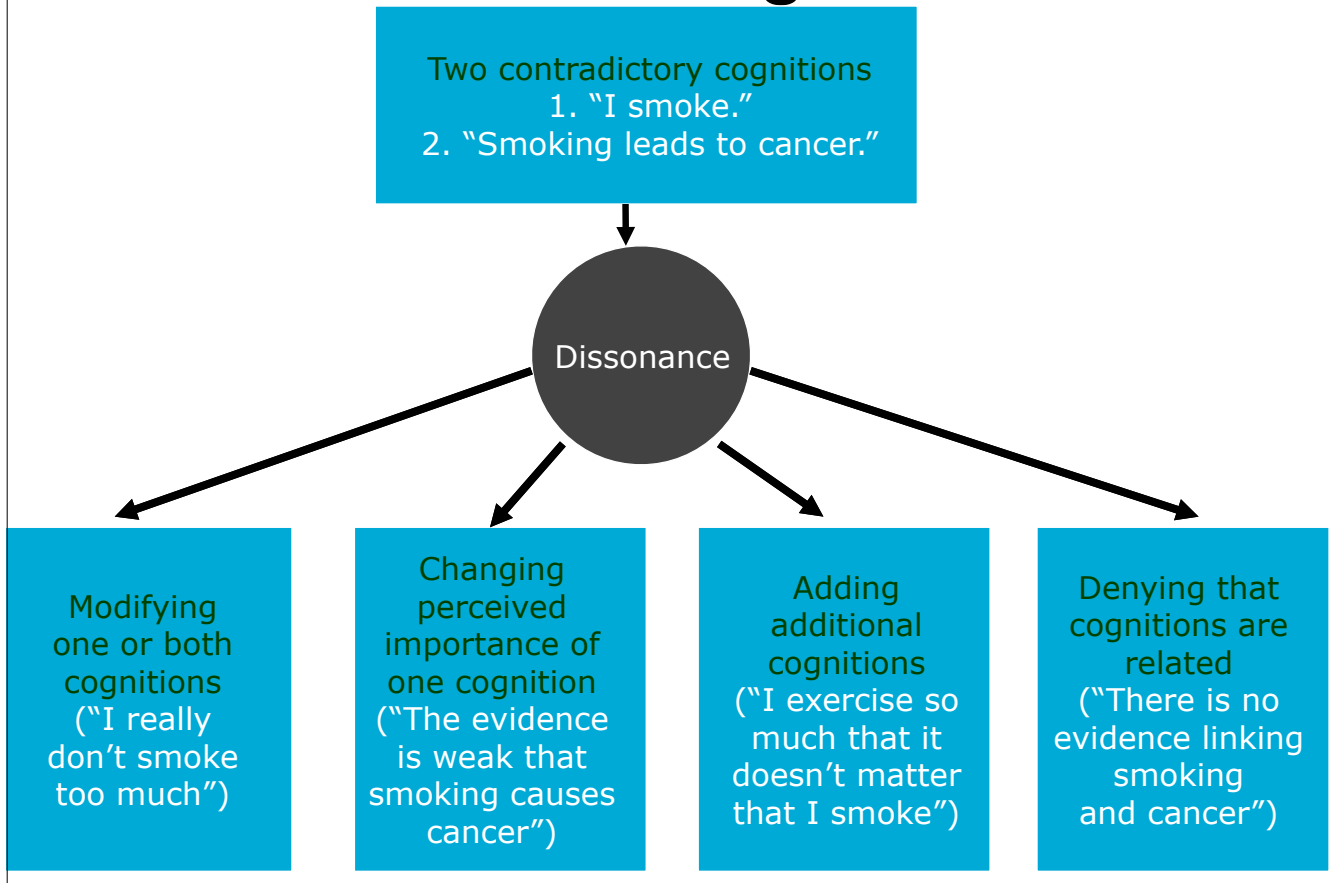 Two contradictory cognitions
1. “I smoke.”
2. “Smoking leads to cancer.”
Dissonance
Modifying
one or both
cognitions
(“I really
don’t smoke
too much”)
Changing
perceived
importance of
one cognition
(“The evidence
is weak that
smoking causes
cancer”)
Adding
additional
cognitions
(“I exercise so
much that it
doesn’t matter
that I smoke”)
Denying that
cognitions are
related
(“There is no
evidence linking
smoking
and cancer”)